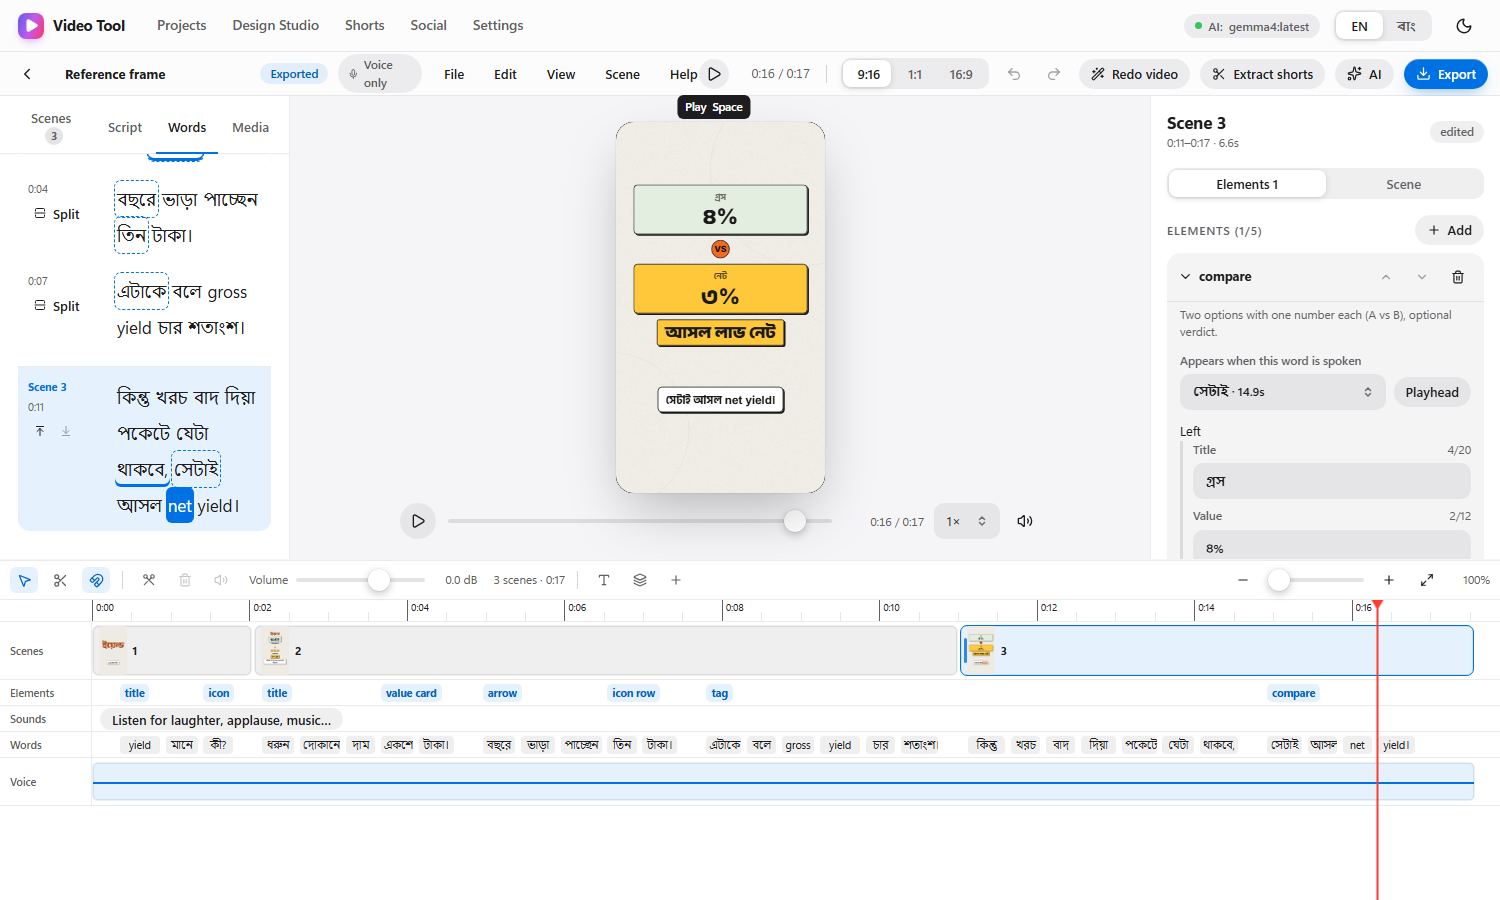 Video Tool
Projects
Design Studio
Shorts
Social
Settings
AI: gemma4:latest
EN
বাং
Reference frame
Exported
Voice only
File
Edit
View
Scene
Help
0:16 / 0:17
9:16
1:1
16:9
Redo video
Extract shorts
AI
Export
Play Space
Scenes
3
Script
Words
Media
0:04
Split
বছরে ভাড়া পাচ্ছেন
তিন টাকা।
0:07
Split
এটাকে বলে gross
yield চার শতাংশ।
Scene 3
0:11
কিন্তু খরচ বাদ দিয়া
পকেটে যেটা
থাকবে, সেটাই
আসল net yield।
গ্রস
৪%
VS
নেট
৩%
আসল লাভ নেট
সেটাই আসল net yield।
0:16 / 0:17
1×
Scene 3
0:11–0:17 · 6.6s
edited
Elements 1
Scene
ELEMENTS (1/5)
Add
compare
Two options with one number each (A vs B), optional
verdict.
Appears when this word is spoken
সেটাই · 14.9s
Playhead
Left
Title
4/20
গ্রস
Value
2/12
৪%
Volume
0.0 dB
3 scenes · 0:17
100%
0:00
0:02
0:04
0:06
0:08
0:10
0:12
0:14
0:16
Scenes
1
2
3
Elements
title
icon
title
value card
arrow
icon row
tag
compare
Sounds
Listen for laughter, applause, music...
Words
yield মানে কী? ধরুন দোকানে দাম একশো টাকা। বছরে ভাড়া পাচ্ছেন তিন টাকা। এটাকে বলে gross yield চার শতাংশ। কিন্তু খরচ বাদ দিয়া পকেটে যেটা থাকবে, সেটাই আসল net yield।
Voice